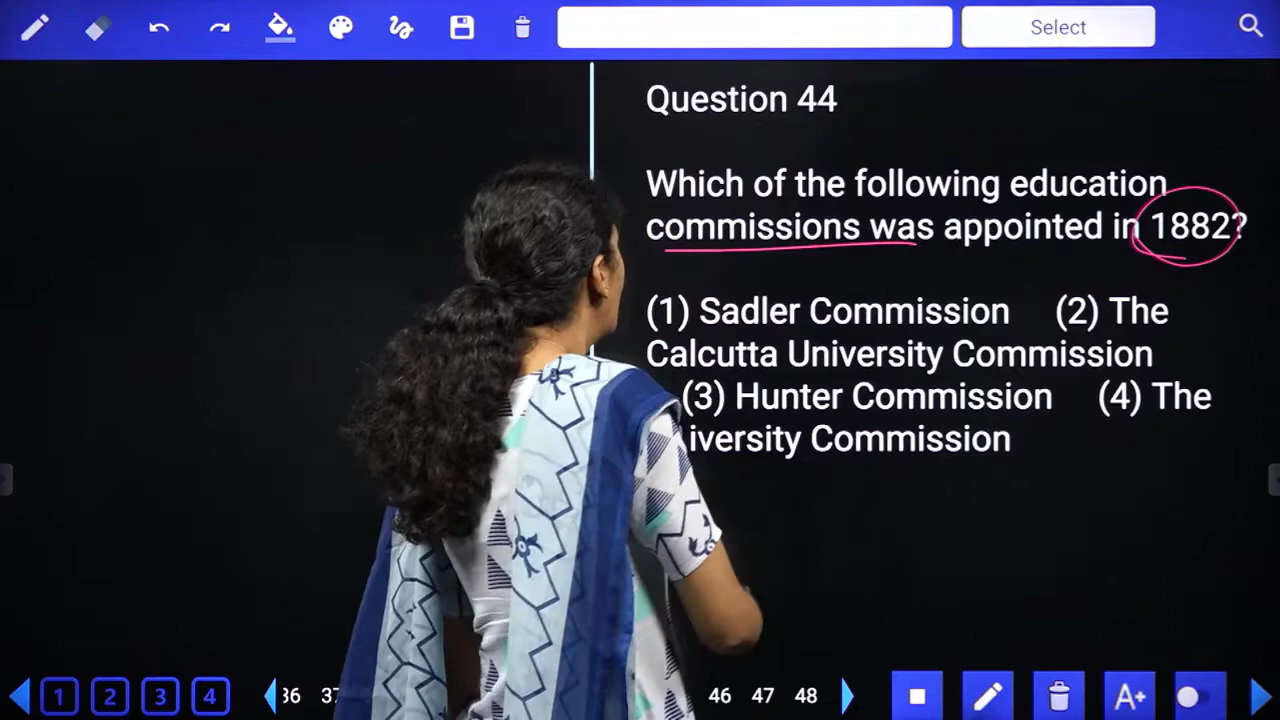 Select
Question 44
Which of the following education
commissions was appointed in 1882?
(1) Sadler Commission (2) The
Calcutta University Commission
(3) Hunter Commission (4) The
iversity Commission
1 2 3 4 36 37 46 47 48 A+